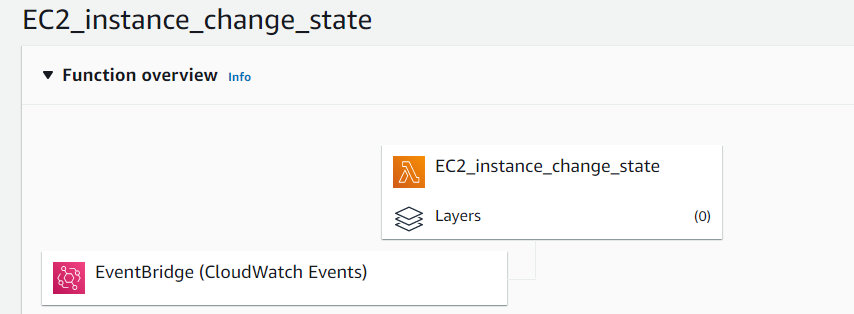 EC2_instance_change_state
Function overview Info
EC2_instance_change_state
Layers (0)
EventBridge (CloudWatch Events)